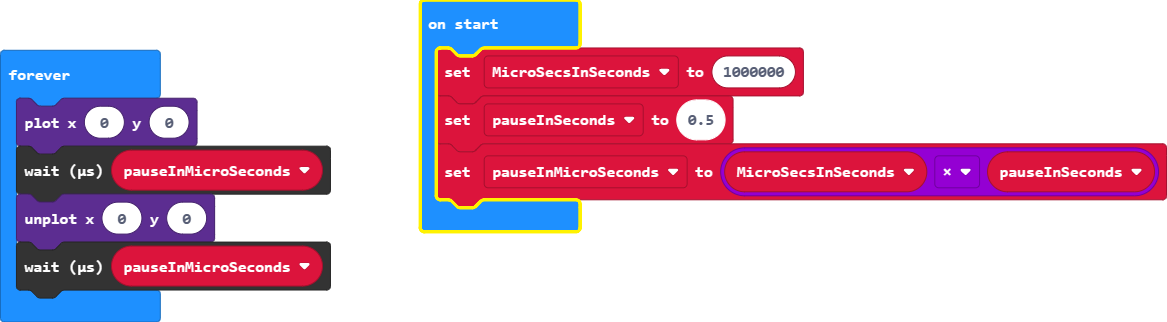 forever
plot x 0 y 0
wait (µs) pauseInMicroSeconds
unplot x 0 y 0
wait (µs) pauseInMicroSeconds
on start
set MicroSecsInSeconds to 1000000
set pauseInSeconds to 0.5
set pauseInMicroSeconds to MicroSecsInSeconds × pauseInSeconds